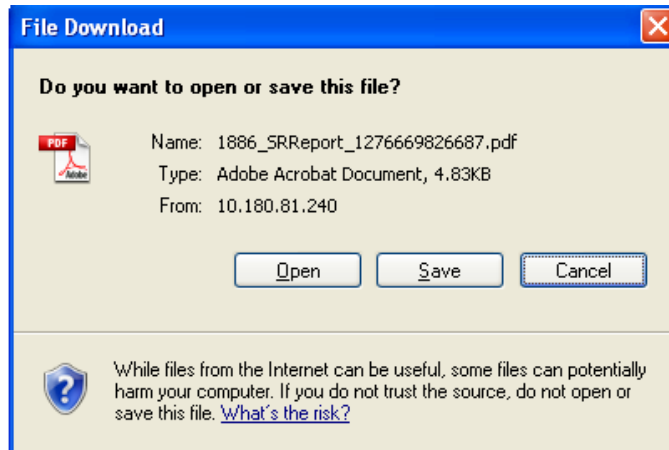 File Download
Do you want to open or save this file?
PDF
Adobe
Name: 1886_SRReport_1276669826687.pdf
Type: Adobe Acrobat Document, 4.83KB
From: 10.180.81.240
Open Save Cancel
While files from the Internet can be useful, some files can potentially
harm your computer. If you do not trust the source, do not open or
save this file. What's the risk?